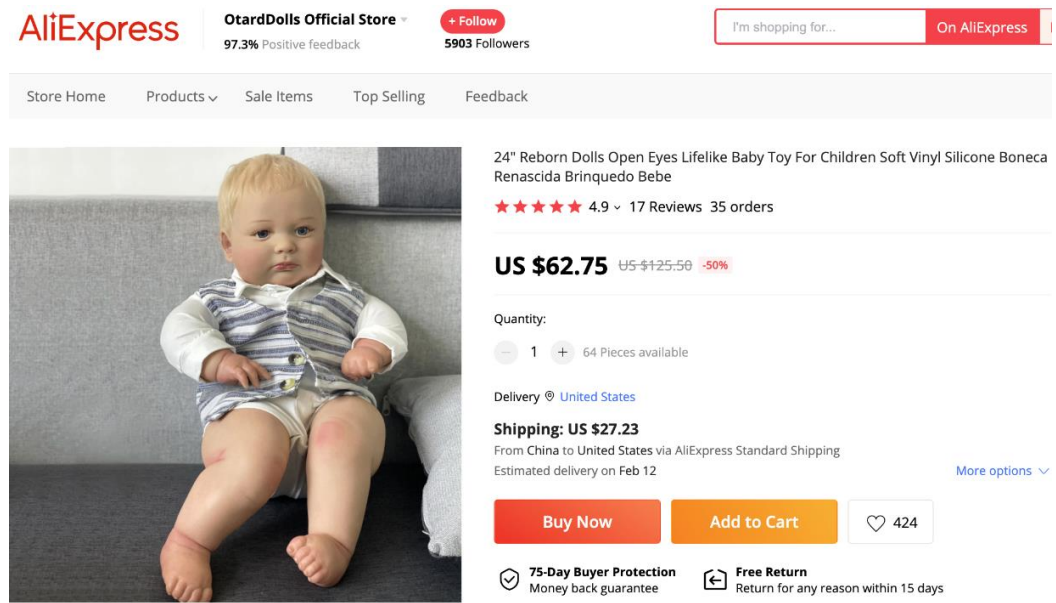 AliExpress
OtardDolls Official Store
+ Follow
97.3% Positive feedback
5903 Followers
I'm shopping for...
On AliExpress
Store Home
Products
Sale Items
Top Selling
Feedback
24" Reborn Dolls Open Eyes Lifelike Baby Toy For Children Soft Vinyl Silicone Boneca
Renascida Brinquedo Bebe
4.9
17 Reviews
35 orders
US $62.75
US $125.50
-50%
Quantity:
1
64 Pieces available
Delivery
United States
Shipping: US $27.23
From China to United States via AliExpress Standard Shipping
Estimated delivery on Feb 12
More options
Buy Now
Add to Cart
424
75-Day Buyer Protection
Money back guarantee
Free Return
Return for any reason within 15 days